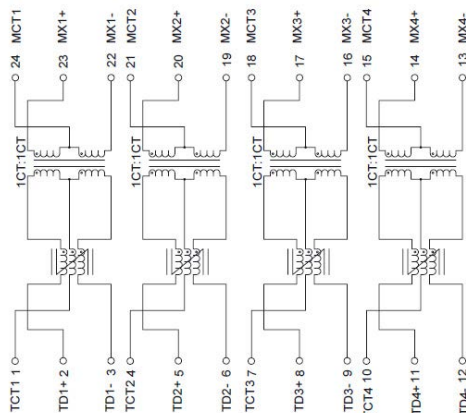 24 MCT1
23 MX1+
22 MX1-
21 MCT2
20 MX2+
19 MX2-
18 MCT3
17 MX3+
16 MX3-
15 MCT4
14 MX4+
13 MX4-
1CT:1CT
1CT:1CT
1CT:1CT
1CT:1CT
TCT1 1
TD1+ 2
TD1- 3
TCT2 4
TD2+ 5
TD2- 6
TCT3 7
TD3+ 8
TD3- 9
TCT4 10
TD4+ 11
TD4- 12